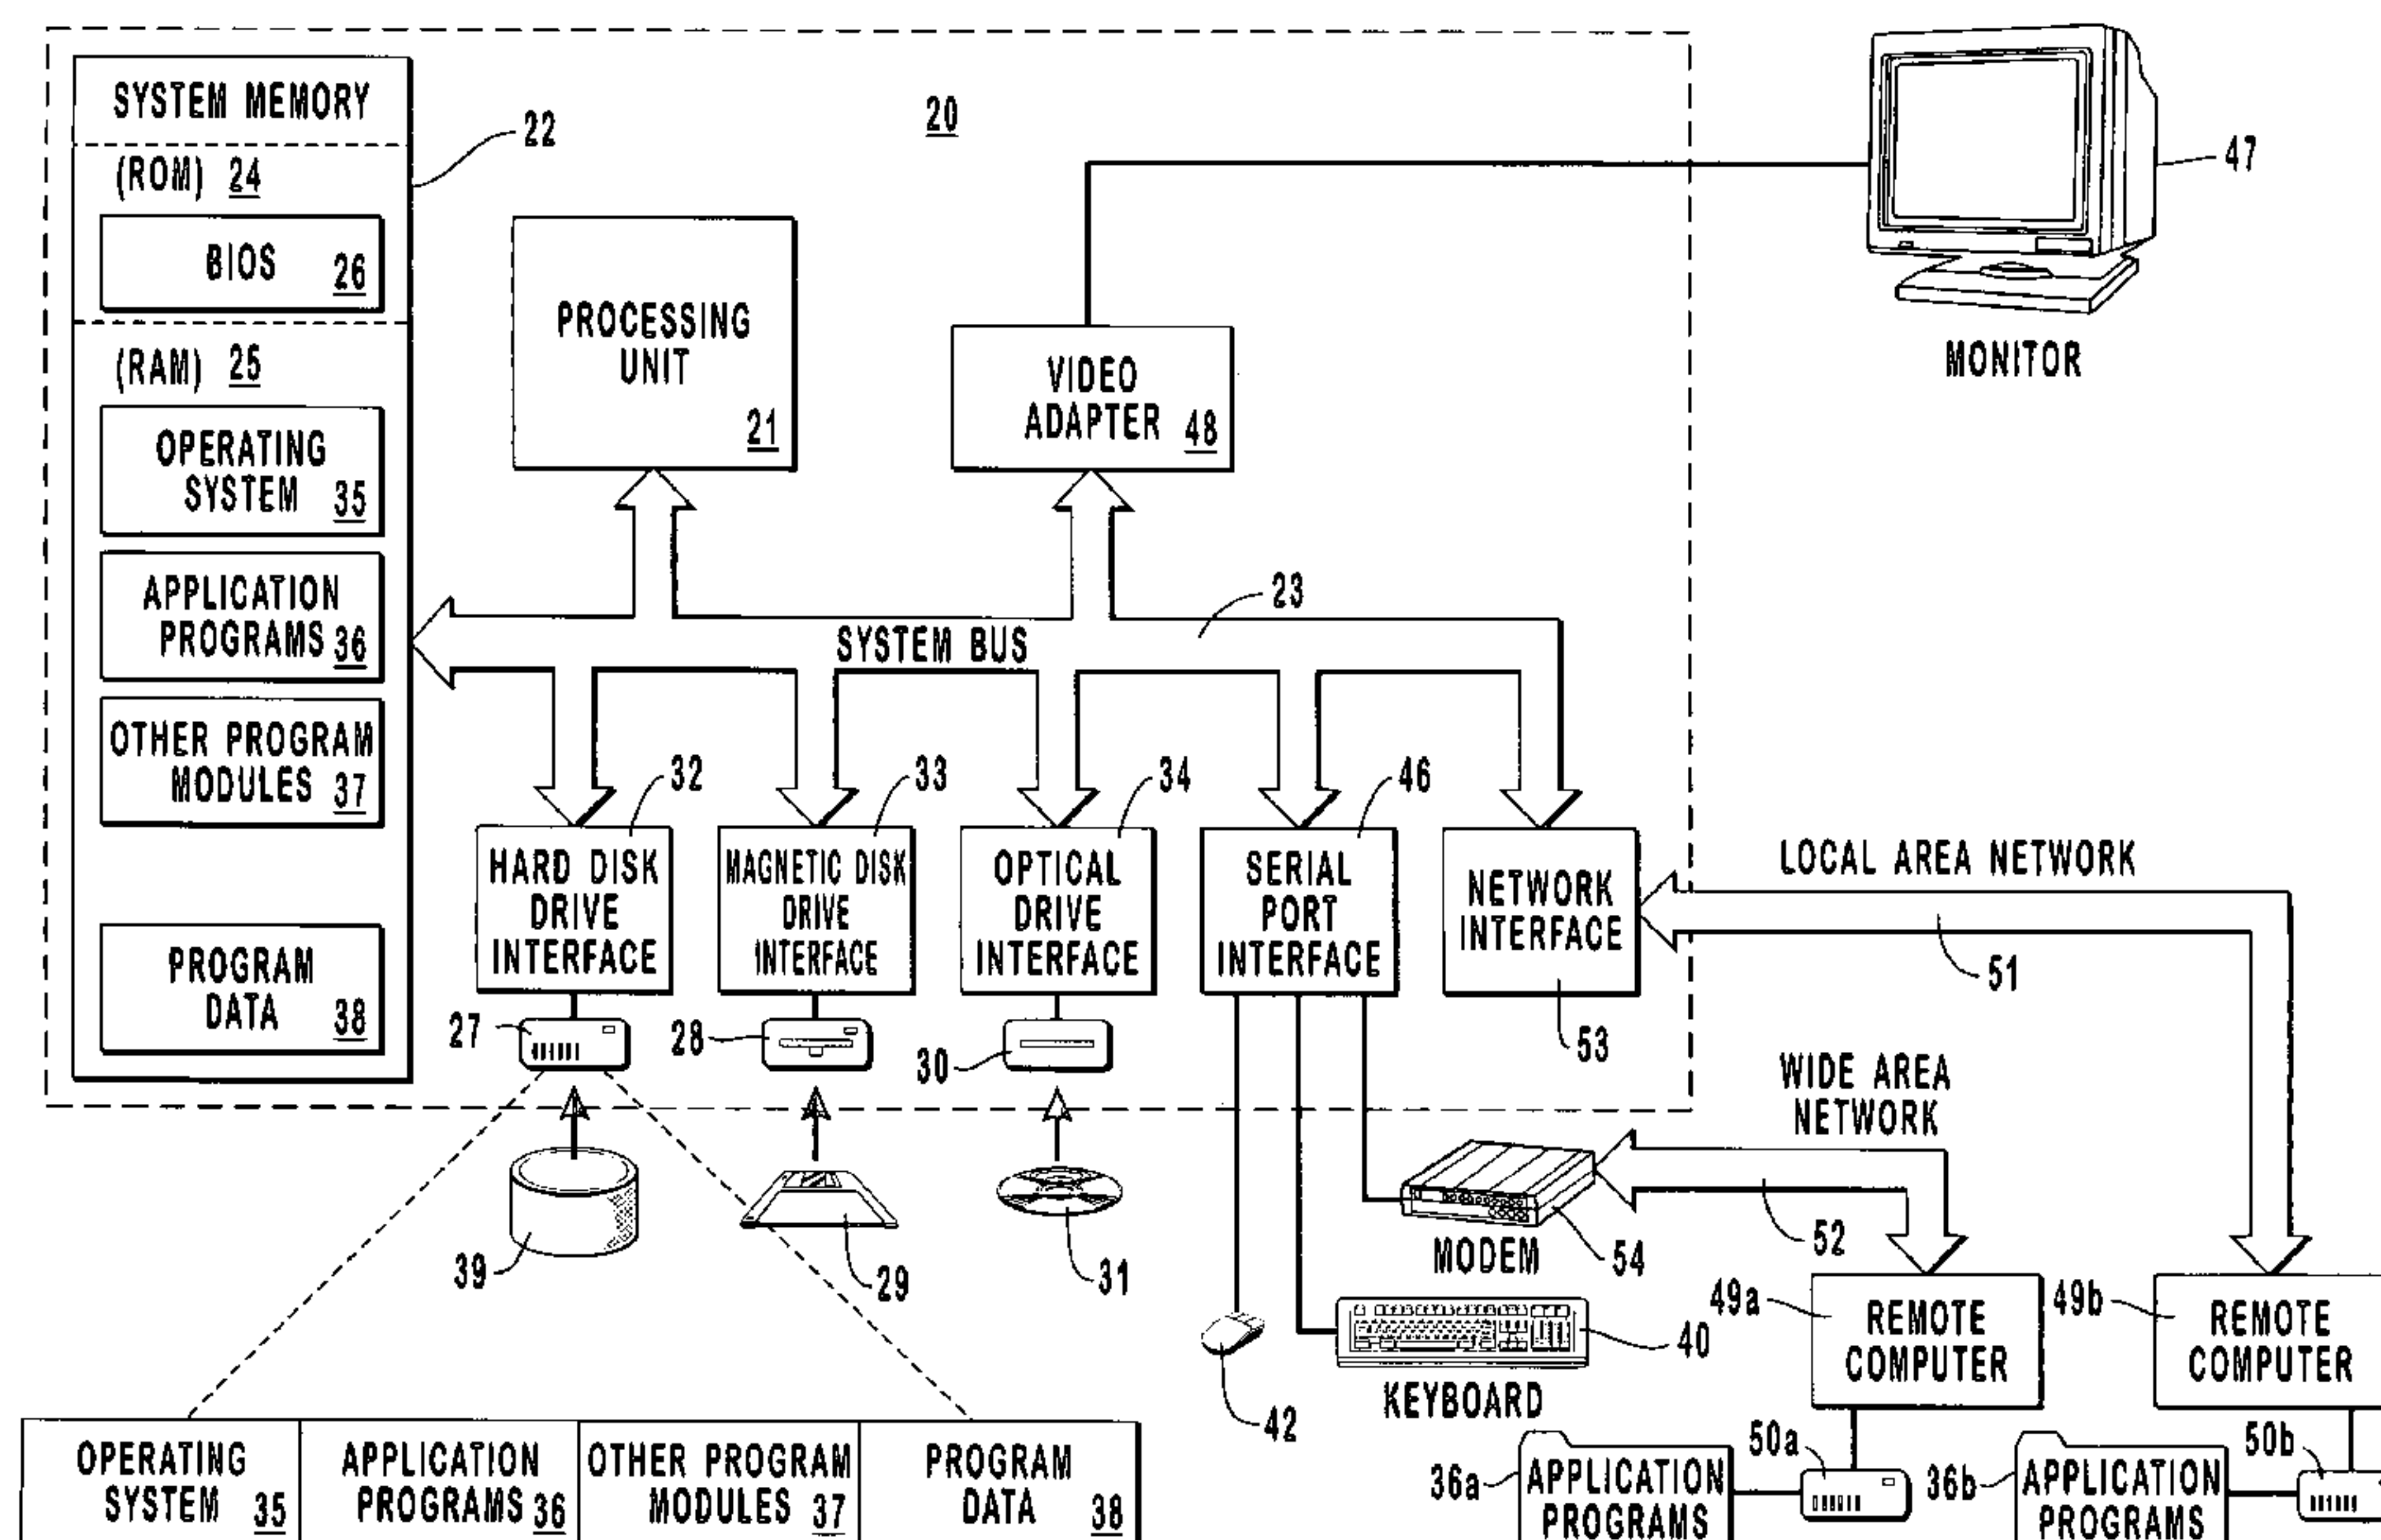 SYSTEM MEMORY
22
20
(ROM) 24
BIOS 26
47
MONITOR
PROCESSING
UNIT
21
VIDEO
ADAPTER 48
(RAM) 25
OPERATING
SYSTEM 35
APPLICATION
PROGRAMS 36
OTHER PROGRAM
MODULES 37
PROGRAM
DATA 38
23
SYSTEM BUS
32
HARD DISK
DRIVE
INTERFACE
33
MAGNETIC DISK
DRIVE
INTERFACE
34
OPTICAL
DRIVE
INTERFACE
46
SERIAL
PORT
INTERFACE
NETWORK
INTERFACE
53
LOCAL AREA NETWORK
51
27
28
30
WIDE AREA
NETWORK
52
39
29
31
MODEM
54
42
40
KEYBOARD
49a
REMOTE
COMPUTER
49b
REMOTE
COMPUTER
OPERATING
SYSTEM 35
APPLICATION
PROGRAMS 36
OTHER PROGRAM
MODULES 37
PROGRAM
DATA 38
36a
APPLICATION
PROGRAMS
50a
36b
APPLICATION
PROGRAMS
50b